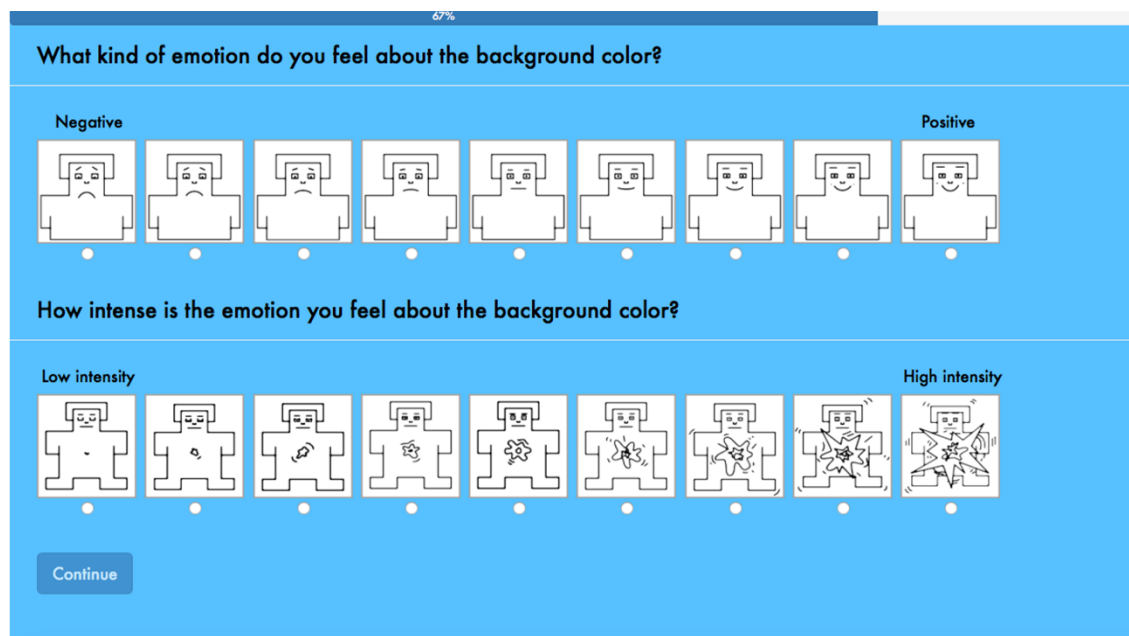 67%
What kind of emotion do you feel about the background color?
Negative Positive
How intense is the emotion you feel about the background color?
Low intensity High intensity
Continue